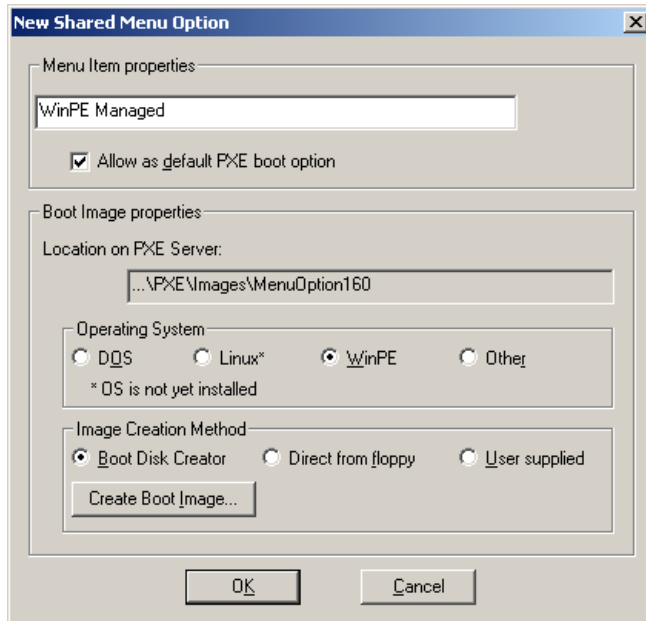 New Shared Menu Option
Menu Item properties
WinPE Managed
Allow as default PXE boot option
Boot Image properties
Location on PXE Server:
...\PXE\Images\MenuOption160
Operating System
DOS Linux* WinPE Other
* OS is not yet installed
Image Creation Method
Boot Disk Creator Direct from floppy User supplied
Create Boot Image...
OK Cancel